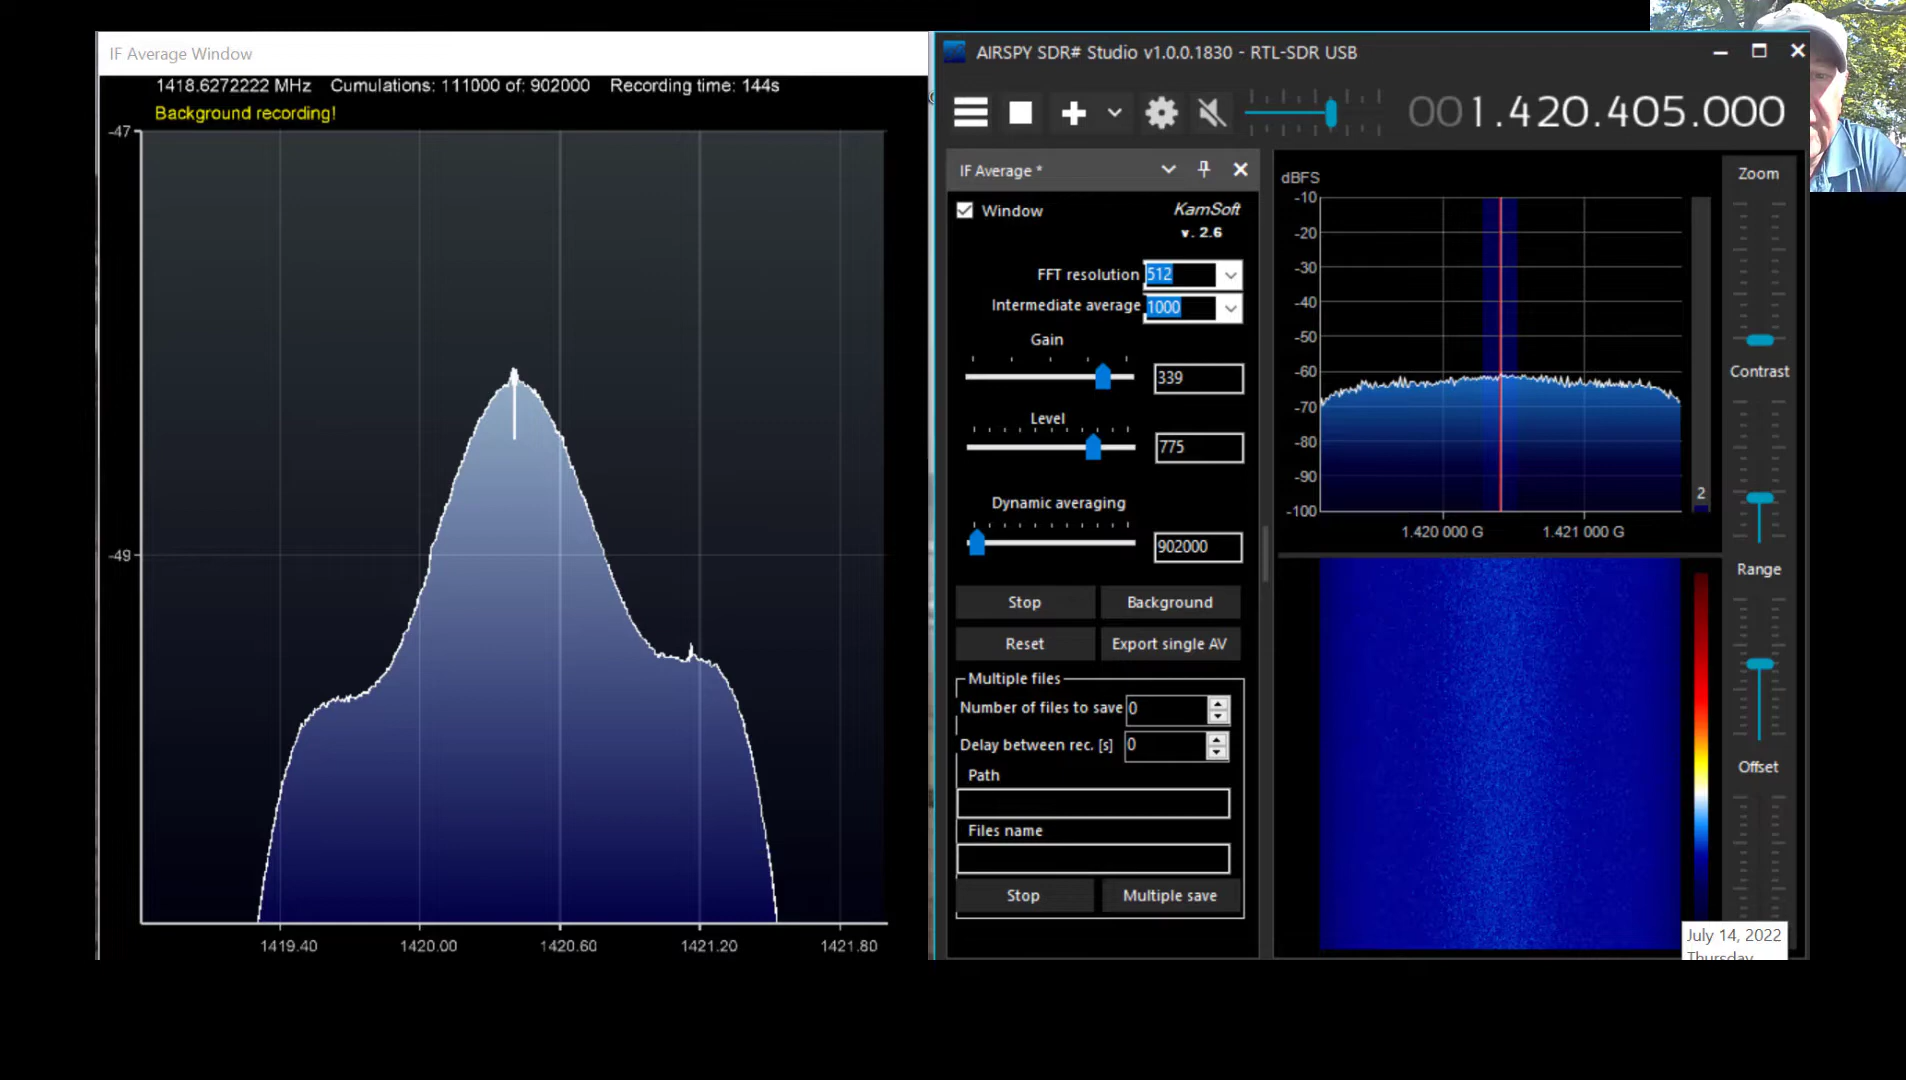 IF Average Window
1418.6272222 MHz Cumulations: 111000 of: 902000 Recording time: 144s
Background recording!
-47
-49
1419.40 1420.00 1420.60 1421.20 1421.80
AIRSPY SDR# Studio v1.0.0.1830 - RTL-SDR USB
001.420.405.000
IF Average *
Window
KamSoft
v. 2.6
FFT resolution 512
Intermediate average 1000
Gain
339
Level
775
Dynamic averaging
902000
Stop Background
Reset Export single AV
Multiple files
Number of files to save 0
Delay between rec. [s] 0
Path
Files name
Stop Multiple save
dBFS
-10
-20
-30
-40
-50
-60
-70
-80
-90
-100
1.420 000 G 1.421 000 G
2
Zoom
Contrast
Range
Offset
July 14, 2022
Thursday